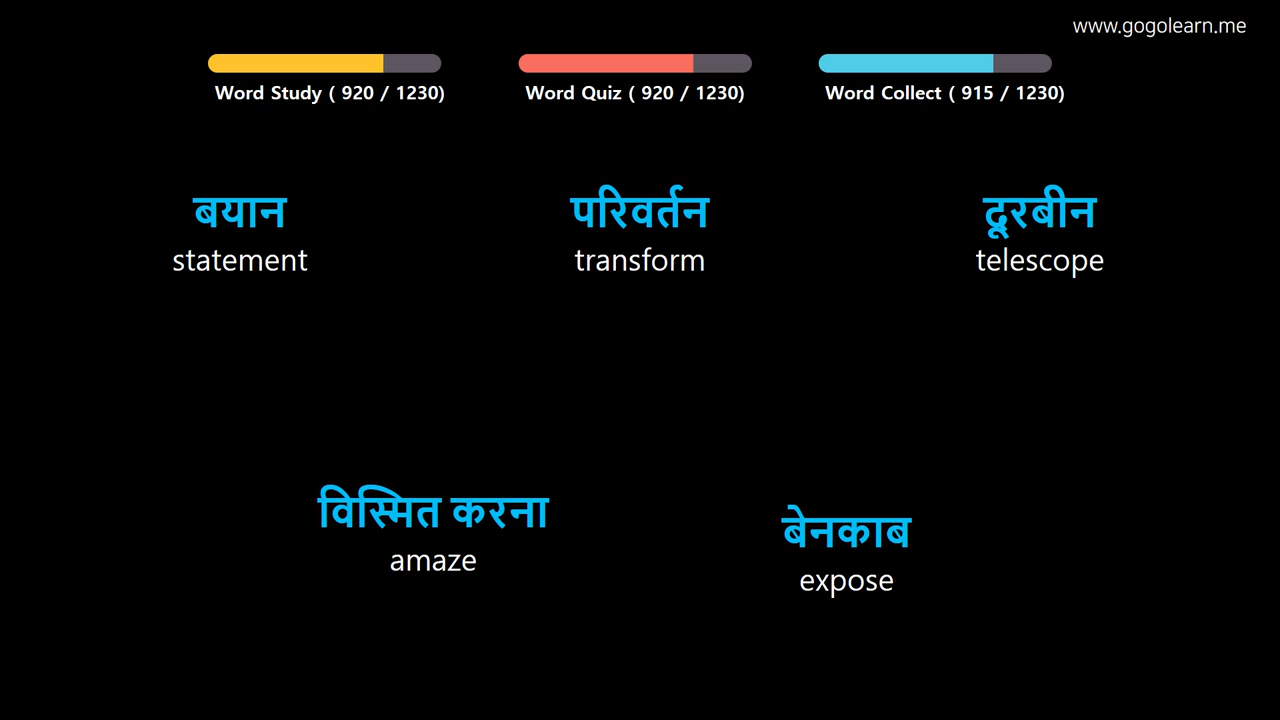 www.gogolearn.me
Word Study ( 920 / 1230)
Word Quiz ( 920 / 1230)
Word Collect ( 915 / 1230)
बयान
statement
परिवर्तन
transform
दूरबीन
telescope
विस्मित करना
amaze
बेनकाब
expose